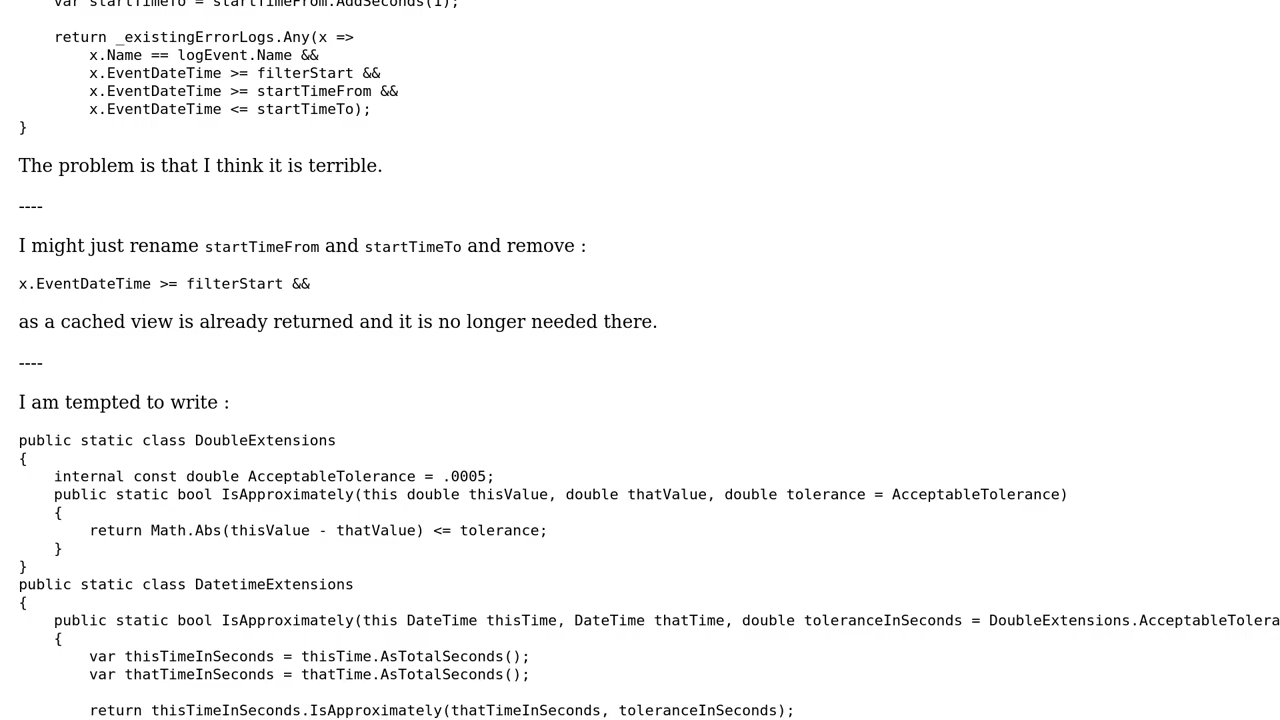 var startTimeTo = startTimeFrom.AddSeconds(1);
    return _existingErrorLogs.Any(x =>
        x.Name == logEvent.Name &&
        x.EventDateTime >= filterStart &&
        x.EventDateTime >= startTimeFrom &&
        x.EventDateTime <= startTimeTo);
}
The problem is that I think it is terrible.
----
I might just rename startTimeFrom and startTimeTo and remove :
x.EventDateTime >= filterStart &&
as a cached view is already returned and it is no longer needed there.
----
I am tempted to write :
public static class DoubleExtensions
{
    internal const double AcceptableTolerance = .0005;
    public static bool IsApproximately(this double thisValue, double thatValue, double tolerance = AcceptableTolerance)
    {
        return Math.Abs(thisValue - thatValue) <= tolerance;
    }
}
public static class DatetimeExtensions
{
    public static bool IsApproximately(this DateTime thisTime, DateTime thatTime, double toleranceInSeconds = DoubleExtensions.AcceptableTolera
    {
        var thisTimeInSeconds = thisTime.AsTotalSeconds();
        var thatTimeInSeconds = thatTime.AsTotalSeconds();
        return thisTimeInSeconds.IsApproximately(thatTimeInSeconds, toleranceInSeconds);